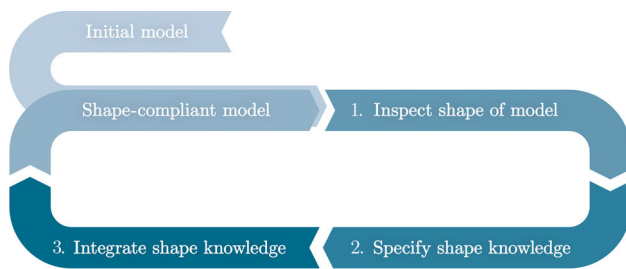 Initial model
Shape-compliant model
1. Inspect shape of model
3. Integrate shape knowledge
2. Specify shape knowledge